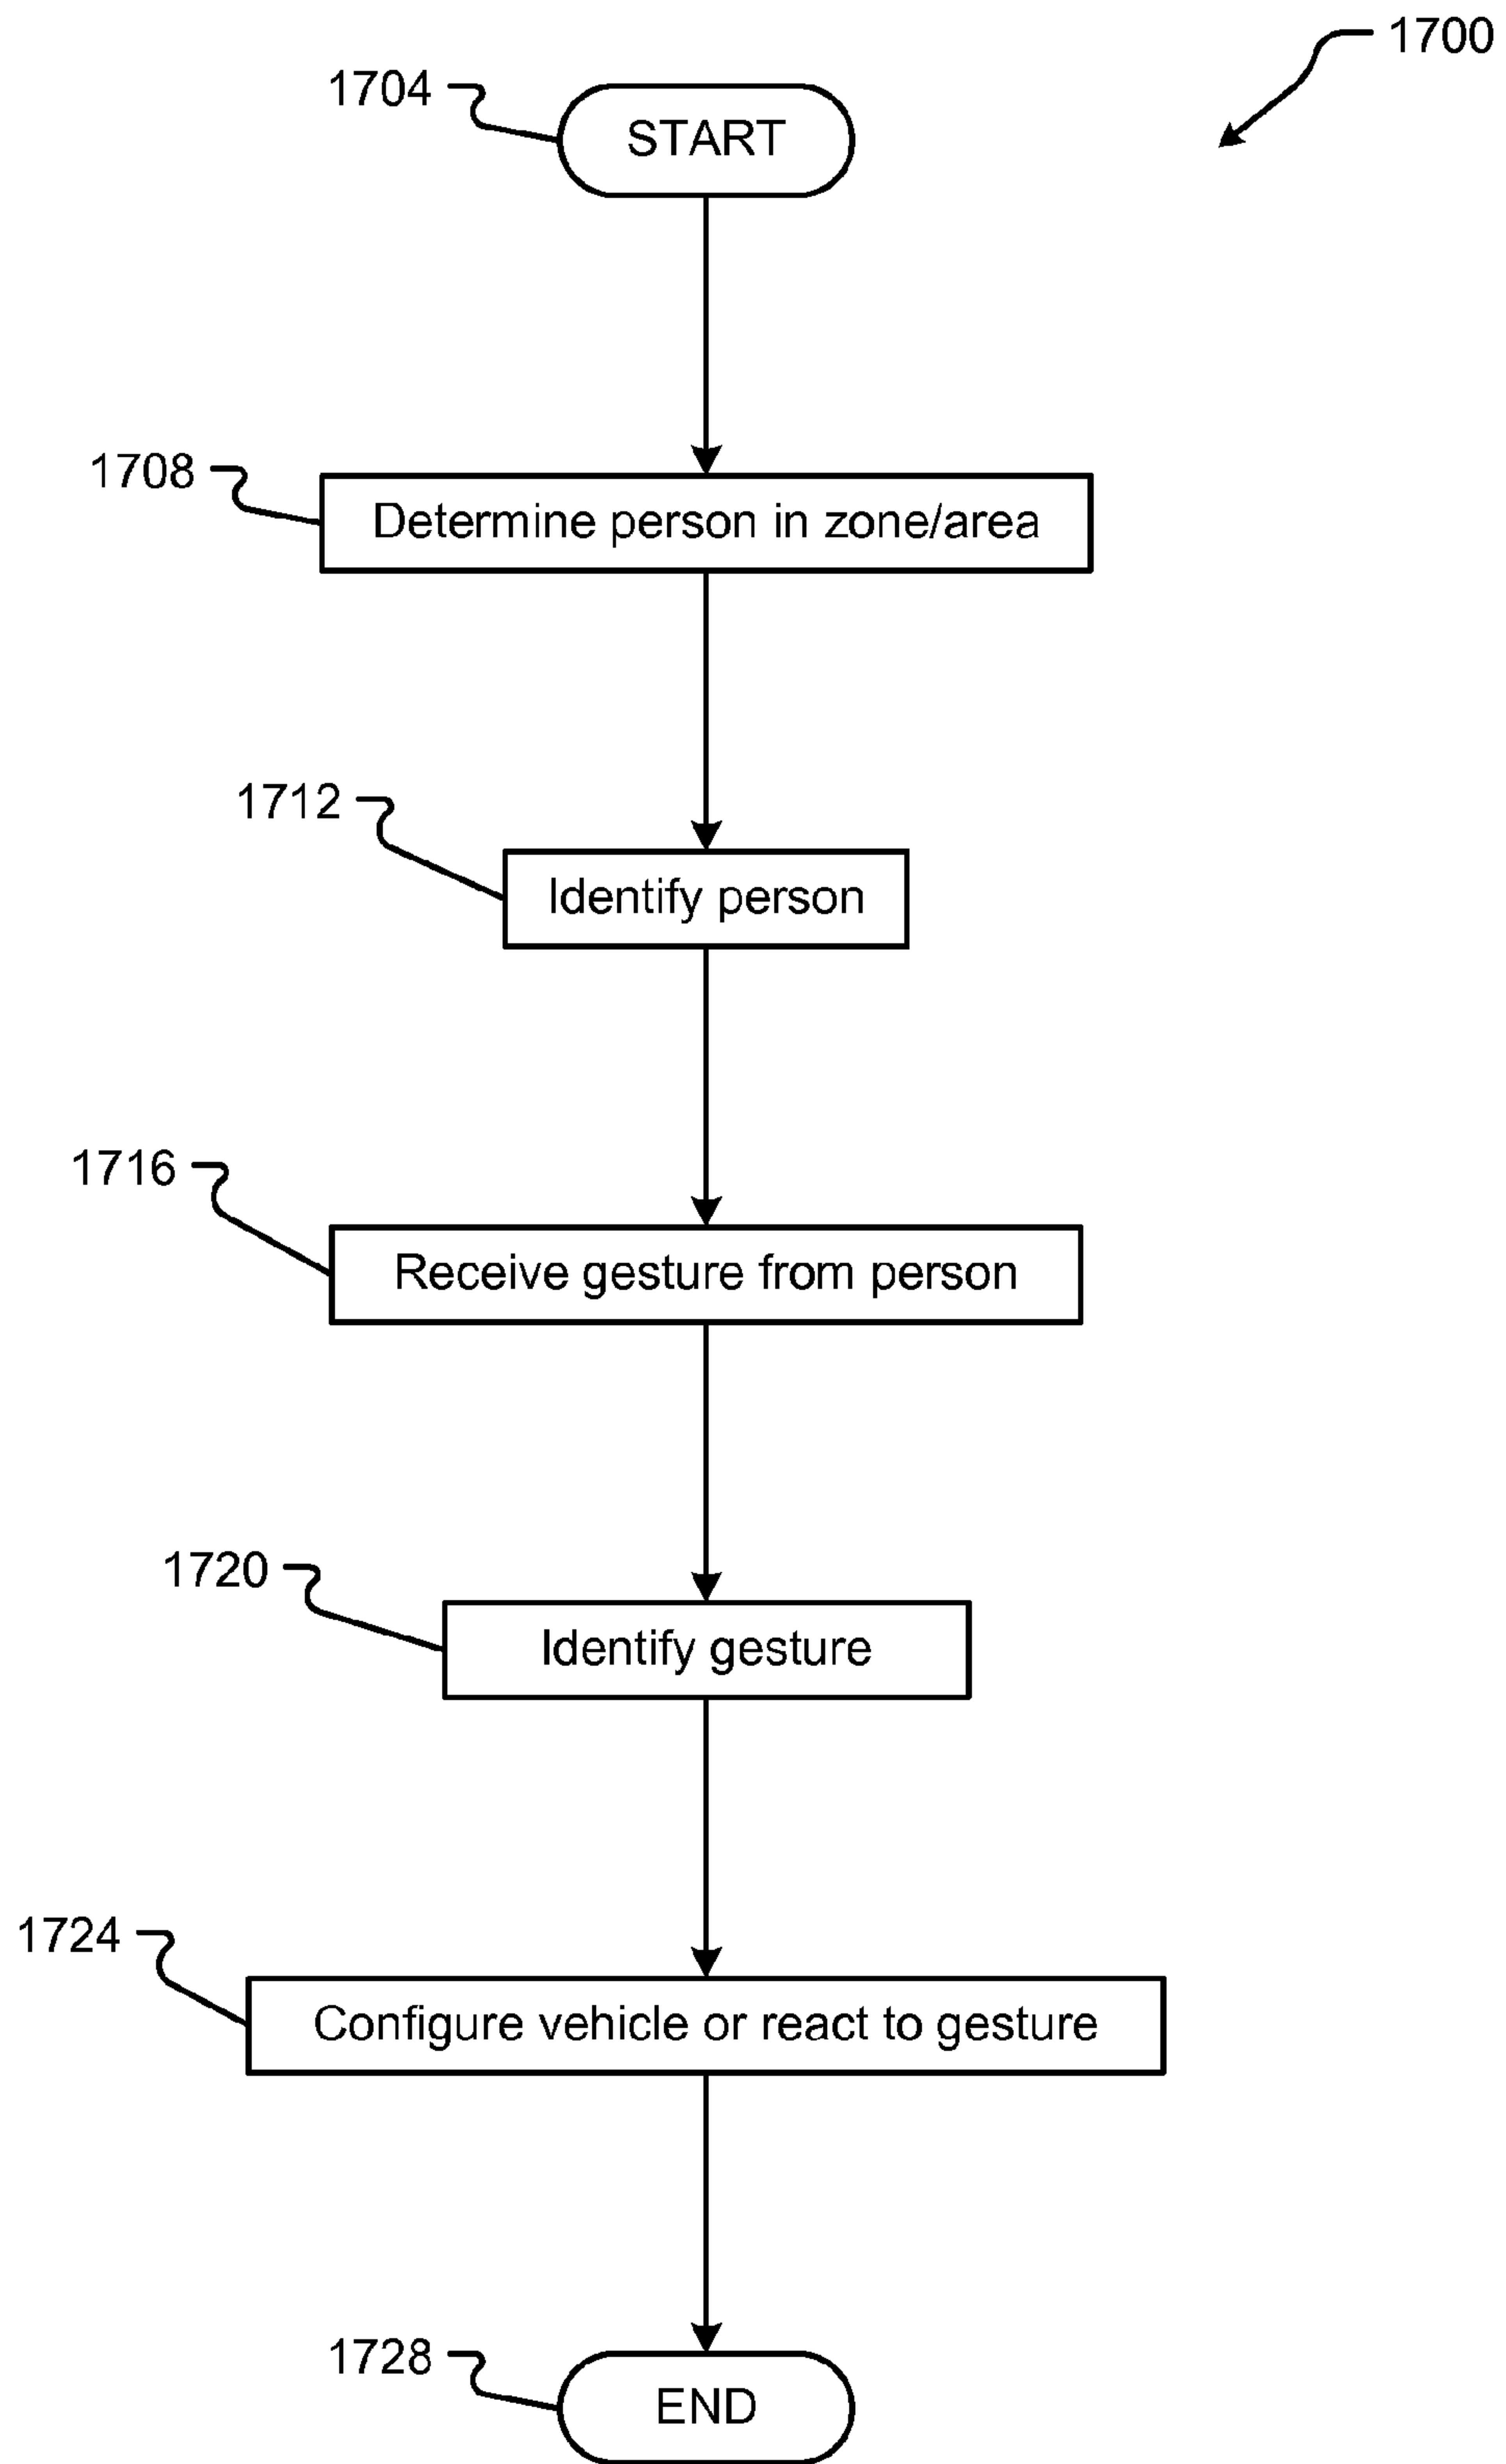 1700
1704
START
1708
Determine person in zone/area
1712
Identify person
1716
Receive gesture from person
1720
Identify gesture
1724
Configure vehicle or react to gesture
1728
END